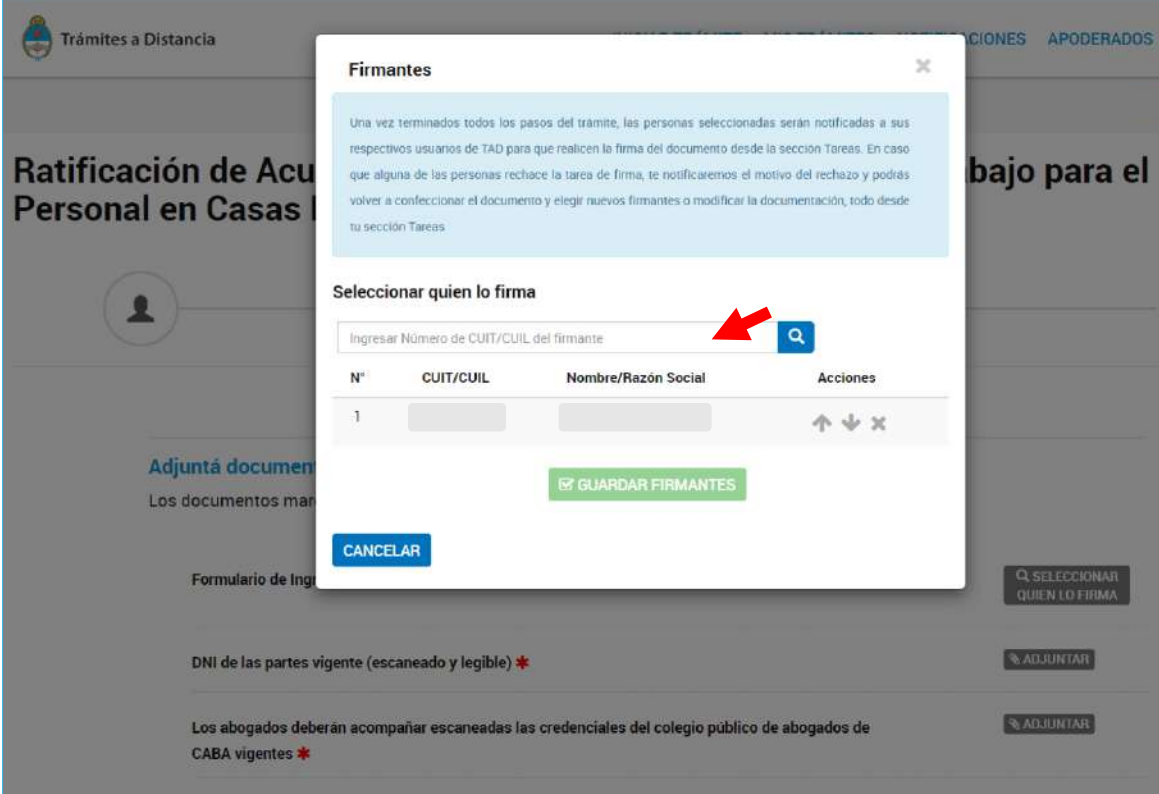 Trámites a Distancia
APODERADOS
Firmantes
Una vez terminados todos los pasos del trámite, las personas seleccionadas serán notificadas a sus
respectivos usuarios de TAD para que realicen la firma del documento desde la sección Tareas. En caso
que alguna de las personas rechace la tarea de firma, te notificaremos el motivo del rechazo y podrás
volver a confeccionar el documento y elegir nuevos firmantes o modificar la documentación, todo desde
tu sección Tareas
Ratificación de Acu bajo para el
Personal en Casas
Seleccionar quien lo firma
Ingresar Número de CUIT/CUIL del firmante
N° CUIT/CUIL Nombre/Razón Social Acciones
1
Adjuntá documen
Los documentos mar
GUARDAR FIRMANTES
CANCELAR
Formulario de Ingr
SELECCIONAR
QUIEN LO FIRMA
DNI de las partes vigente (escaneado y legible) * ADJUNTAR
Los abogados deberán acompañar escaneadas las credenciales del colegio público de abogados de ADJUNTAR
CABA vigentes *